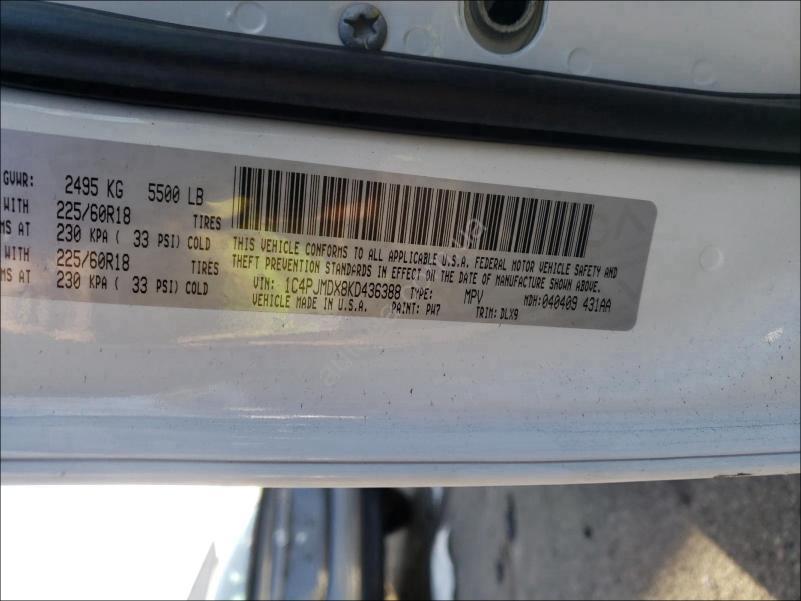 GVWR: 2495 KG 5500 LB
WITH 225/60R18 TIRES
MS AT 230 KPA ( 33 PSI) COLD
WITH 225/60R18 TIRES
MS AT 230 KPA ( 33 PSI) COLD
THIS VEHICLE CONFORMS TO ALL APPLICABLE U.S.A. FEDERAL MOTOR VEHICLE SAFETY AND
THEFT PREVENTION STANDARDS IN EFFECT ON THE DATE OF MANUFACTURE SHOWN ABOVE.
VIN: 1C4PJMDX8KD436388 TYPE: MPV MDH:040409 431AA
VEHICLE MADE IN U.S.A. PAINT: PW7 TRIM: DLX9